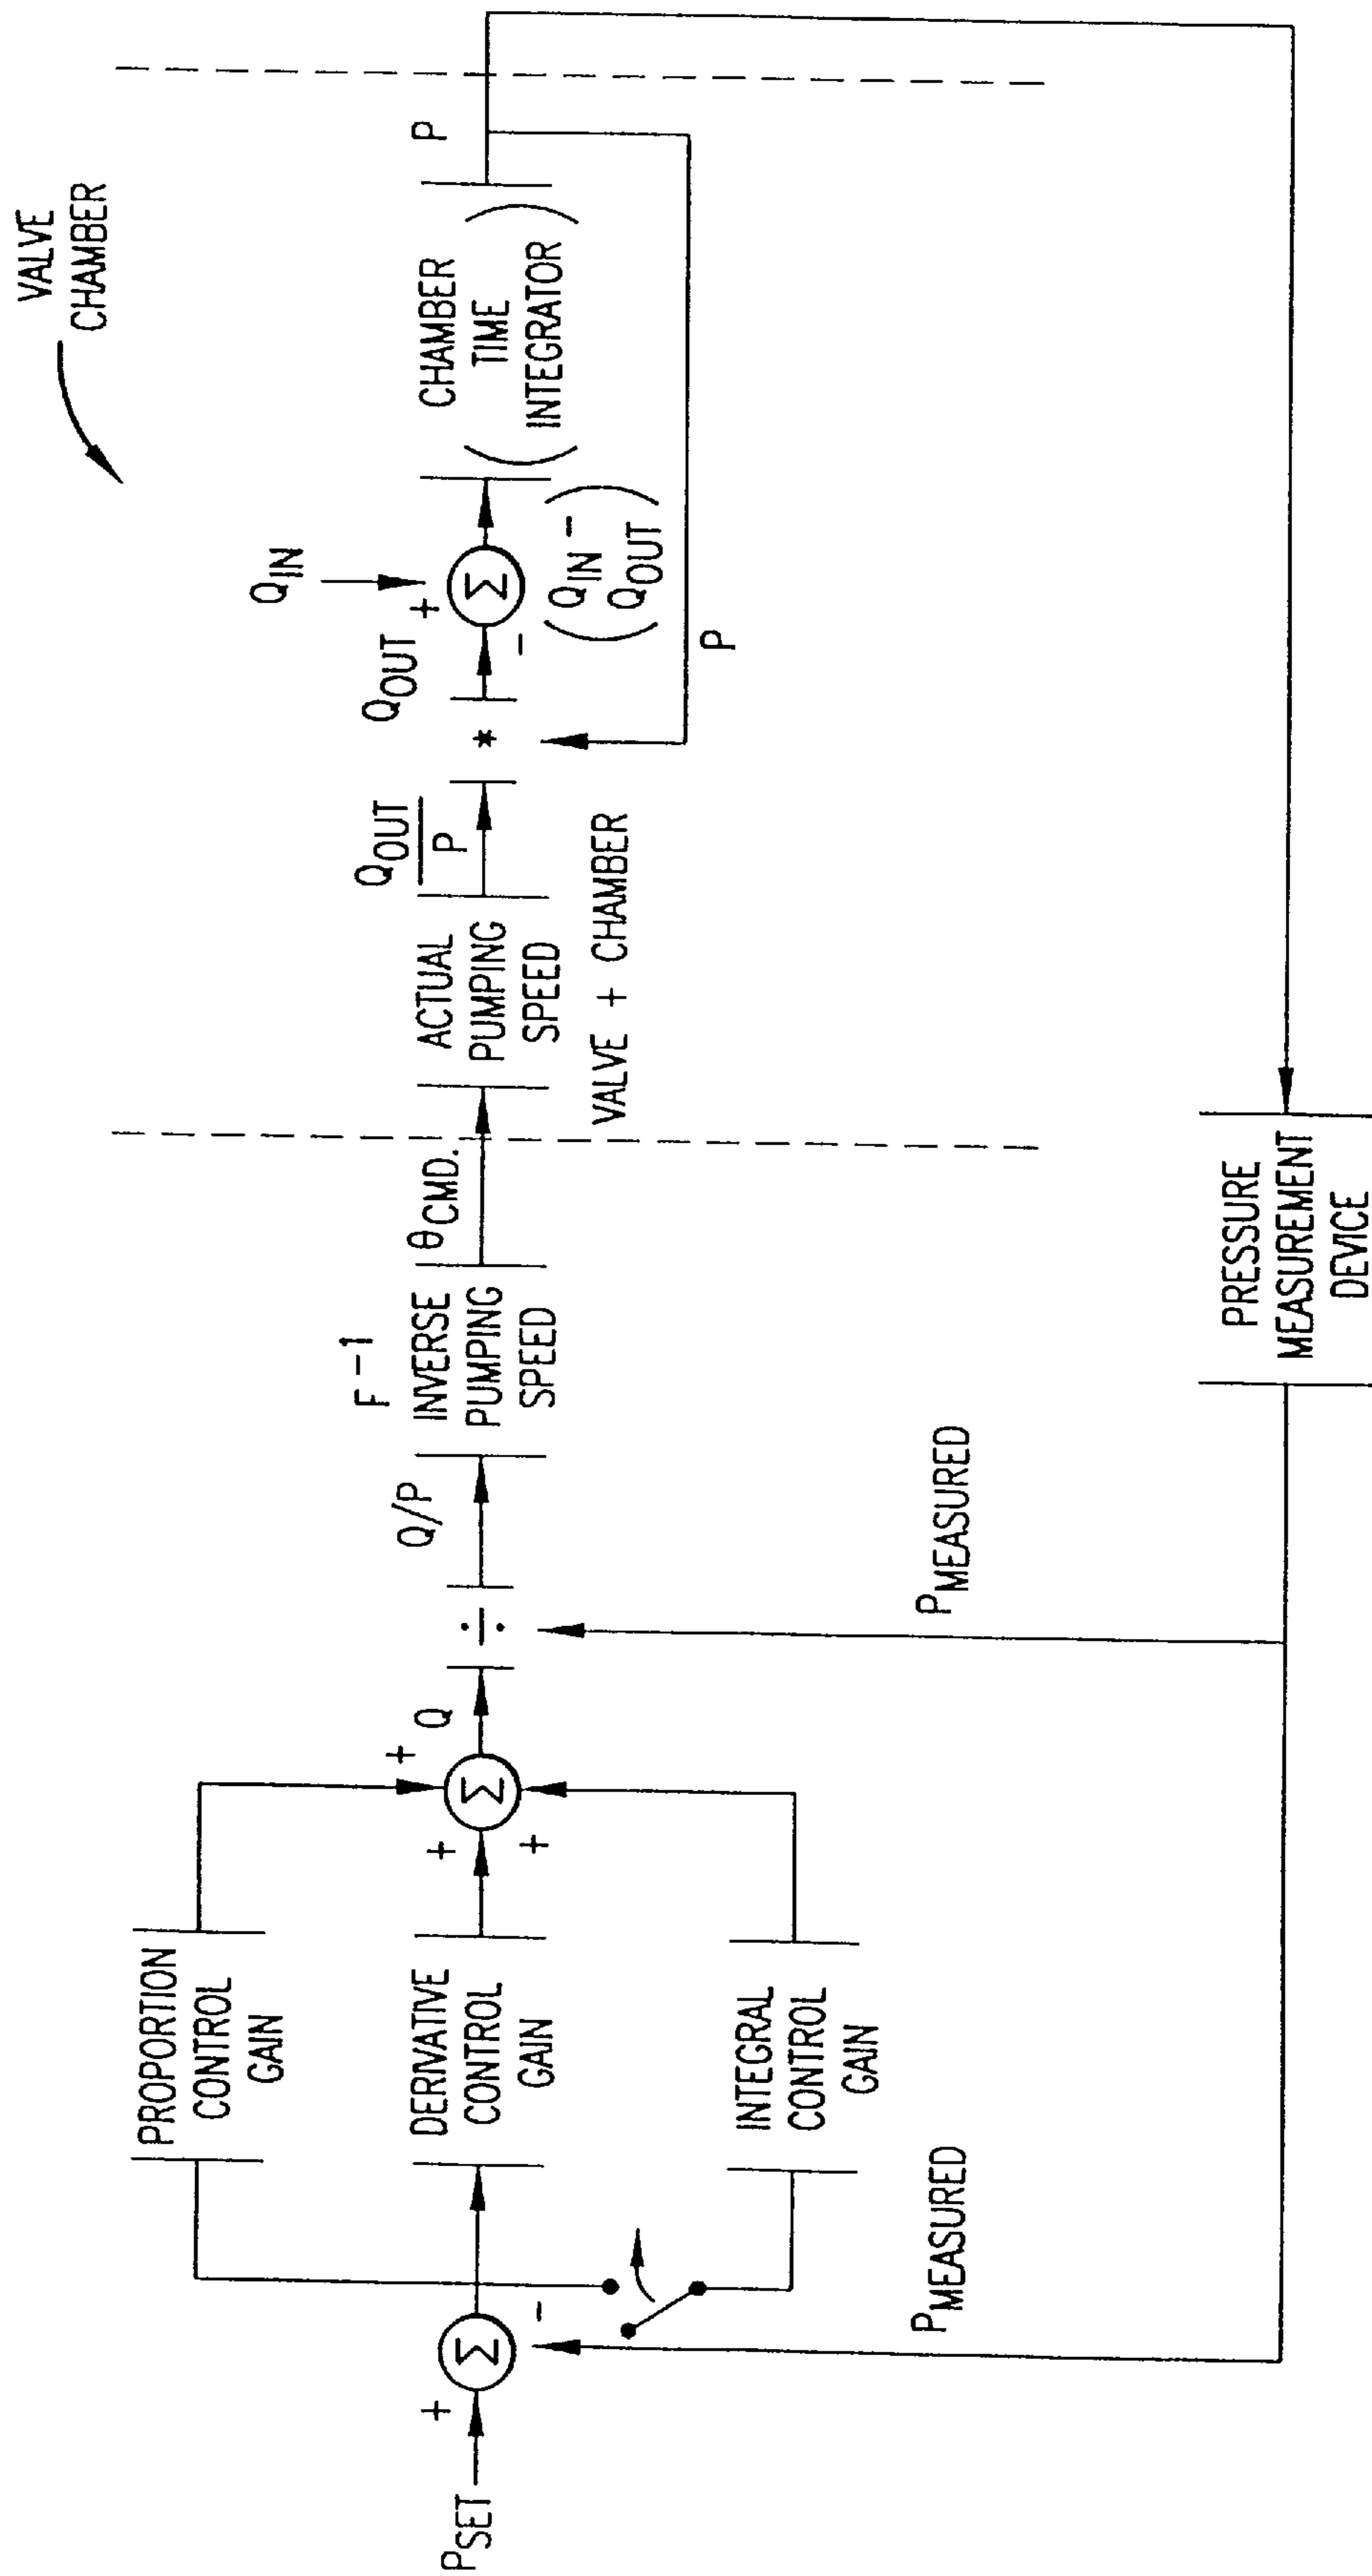 P_SET
+
Σ
-
PROPORTION
CONTROL
GAIN
DERIVATIVE
CONTROL
GAIN
INTEGRAL
CONTROL
GAIN
P_MEASURED
+
+
+
Σ
Q
÷
P_MEASURED
Q/P
F⁻¹
INVERSE
PUMPING
SPEED
θ_CMD.
ACTUAL
PUMPING
SPEED
VALVE + CHAMBER
Q_OUT
P
*
Q_OUT
Q_IN
+
Σ
-
(Q_IN -
Q_OUT)
P
(CHAMBER
TIME
INTEGRATOR)
P
VALVE
CHAMBER
PRESSURE
MEASUREMENT
DEVICE